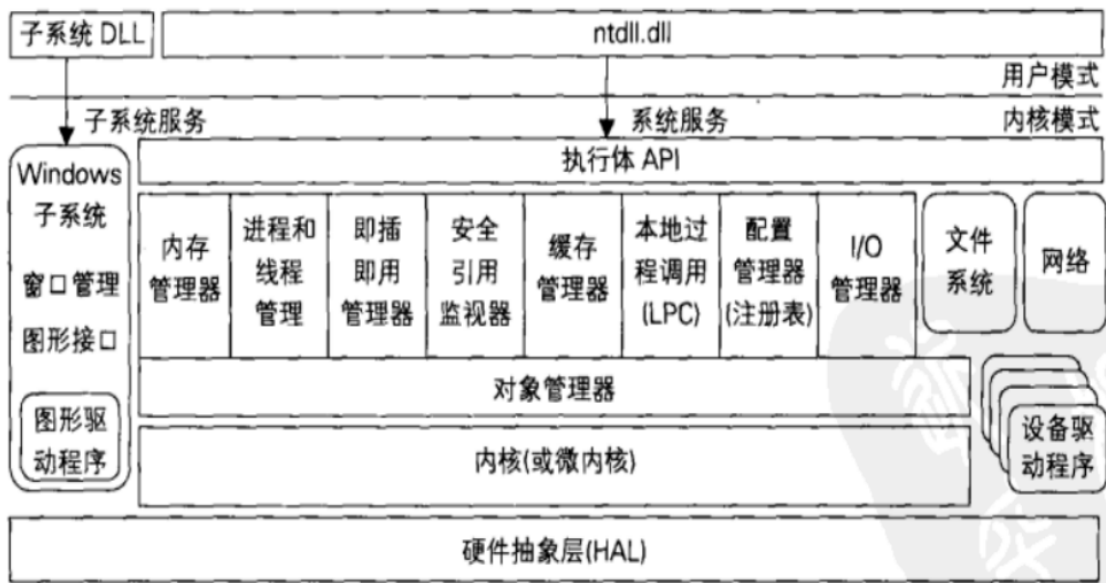 子系统 DLL
ntdll.dll
用户模式
子系统服务
系统服务
内核模式
执行体 API
Windows
子系统
窗口管理
图形接口
图形驱
动程序
内存
管理器
进程和
线程
管理
即插
即用
管理器
安全
引用
监视器
缓存
管理器
本地过
程调用
(LPC)
配置
管理器
(注册表)
I/O
管理器
文件
系统
网络
对象管理器
设备驱
动程序
内核(或微内核)
硬件抽象层(HAL)